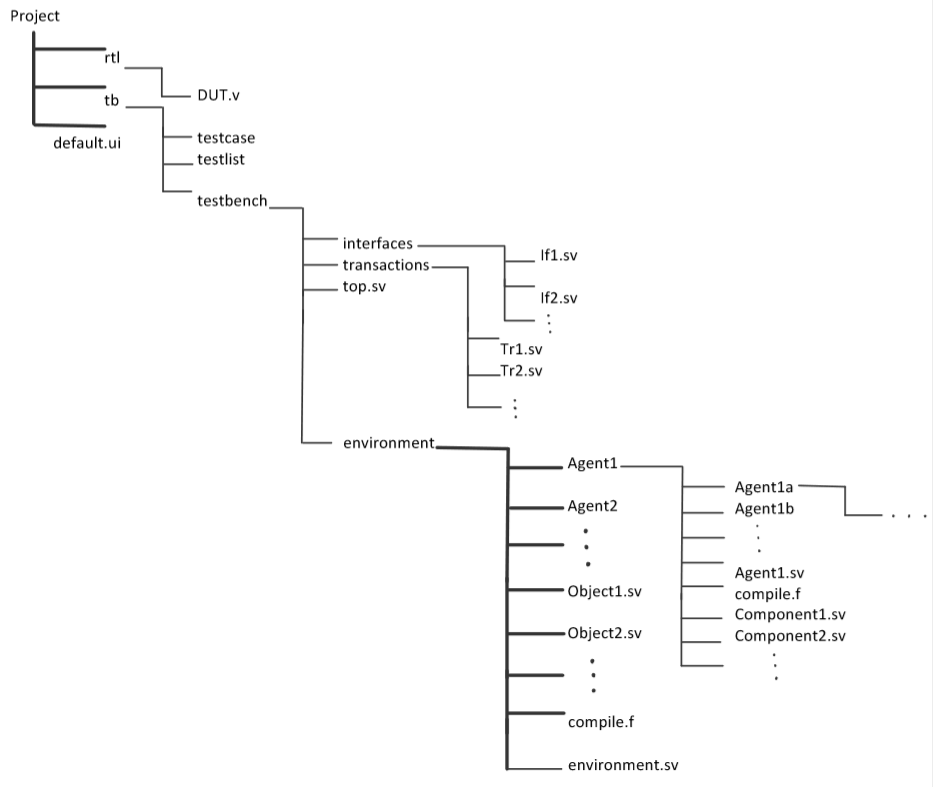 Project
rtl
DUT.v
tb
default.ui
testcase
testlist
testbench
interfaces
If1.sv
transactions
top.sv
If2.sv
Tr1.sv
Tr2.sv
environment
Agent1
Agent1a
Agent2
Agent1b
Agent1.sv
Object1.sv
compile.f
Component1.sv
Object2.sv
Component2.sv
compile.f
environment.sv